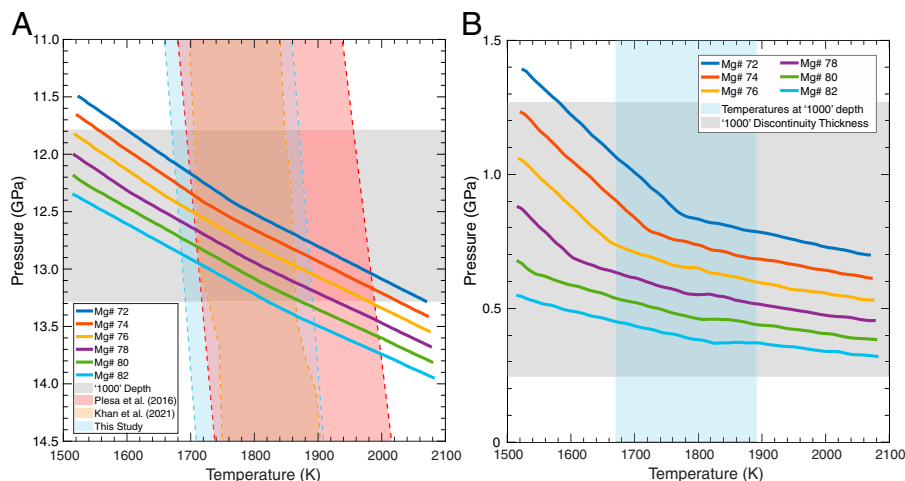 A
11.0
11.5
12.0
12.5
13.0
13.5
14.0
14.5
Pressure (GPa)
1500 1600 1700 1800 1900 2000 2100
Temperature (K)
Mg# 72
Mg# 74
Mg# 76
Mg# 78
Mg# 80
Mg# 82
'1000' Depth
Plesa et al. (2016)
Khan et al. (2021)
This Study
B
1.5
1.0
0.5
0
Pressure (GPa)
1500 1600 1700 1800 1900 2000 2100
Temperature (K)
Mg# 72 Mg# 78
Mg# 74 Mg# 80
Mg# 76 Mg# 82
Temperatures at '1000' depth
'1000' Discontinuity Thickness